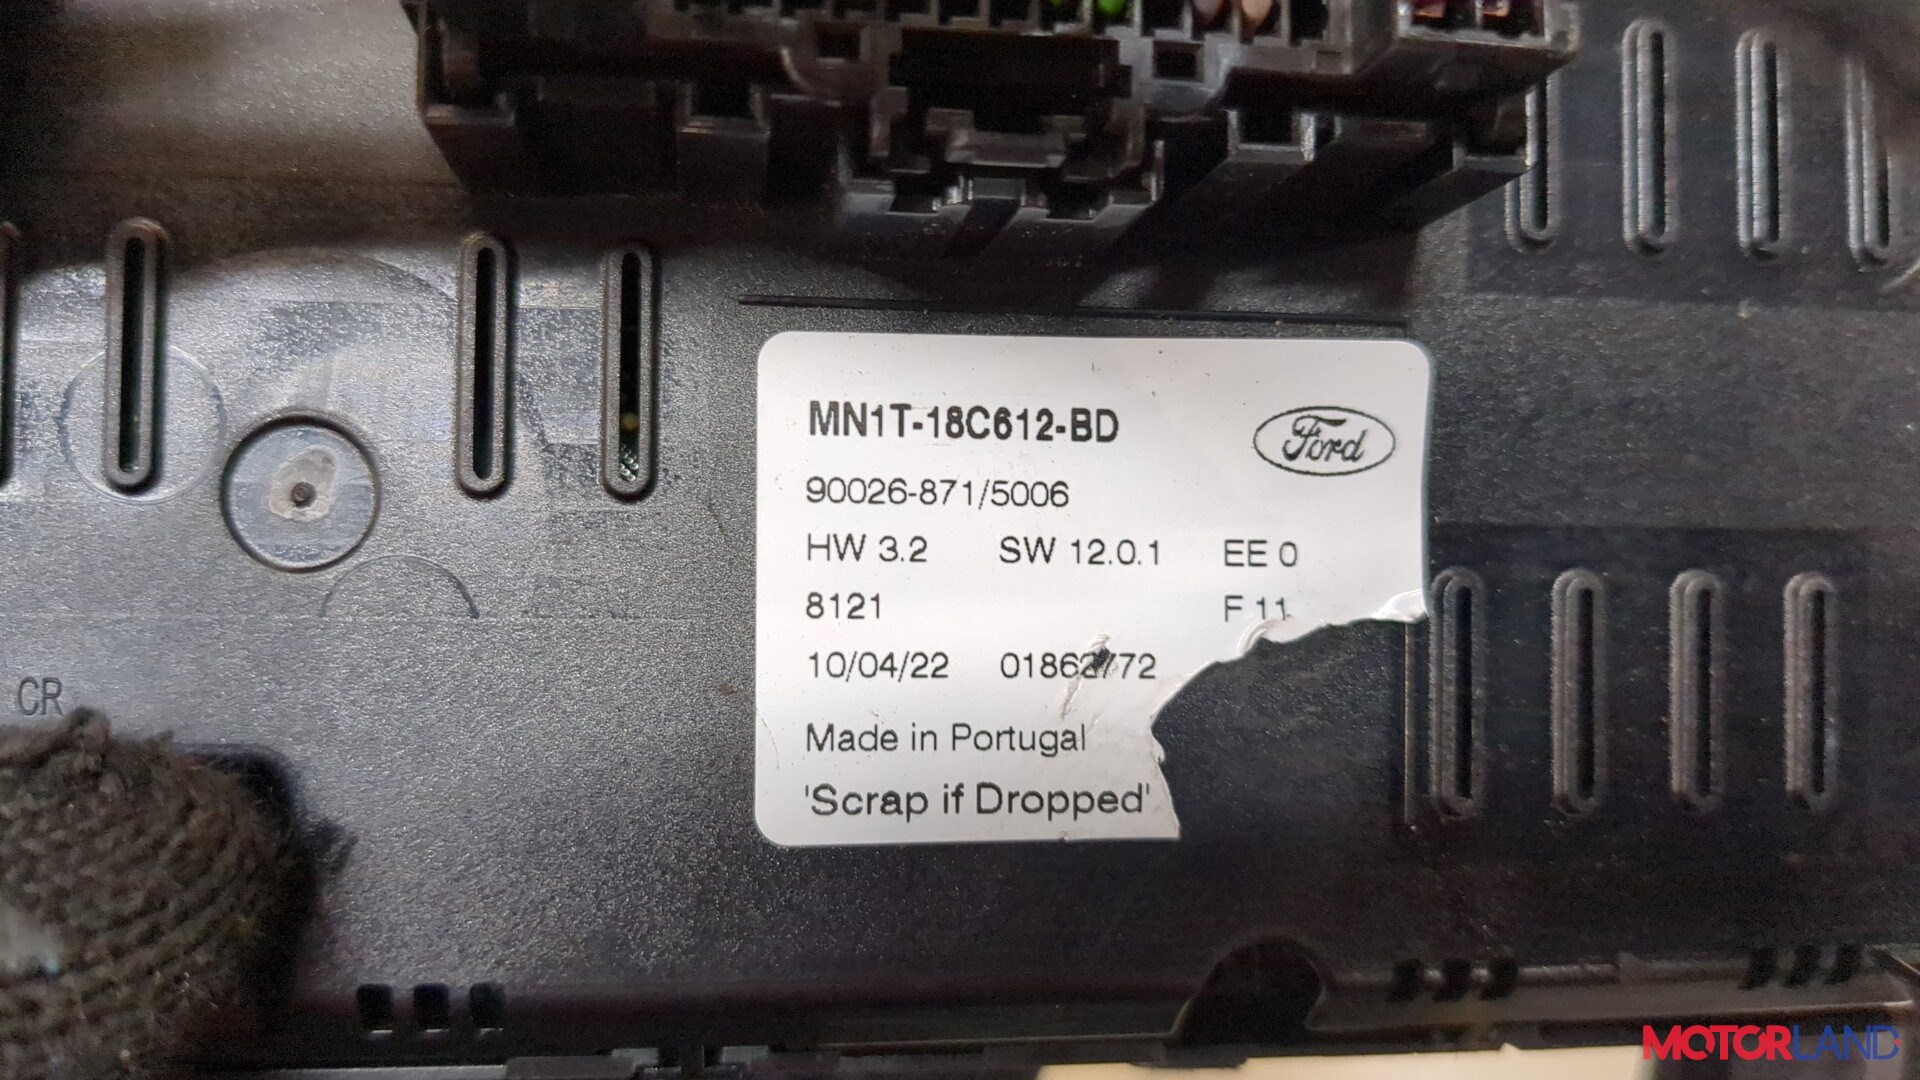 MN1T-18C612-BD
Ford
90026-871/5006
HW 3.2 SW 12.0.1 EE 0
8121 F 11
10/04/22
Made in Portugal
'Scrap if Dropped'
CR
MOTORLAND